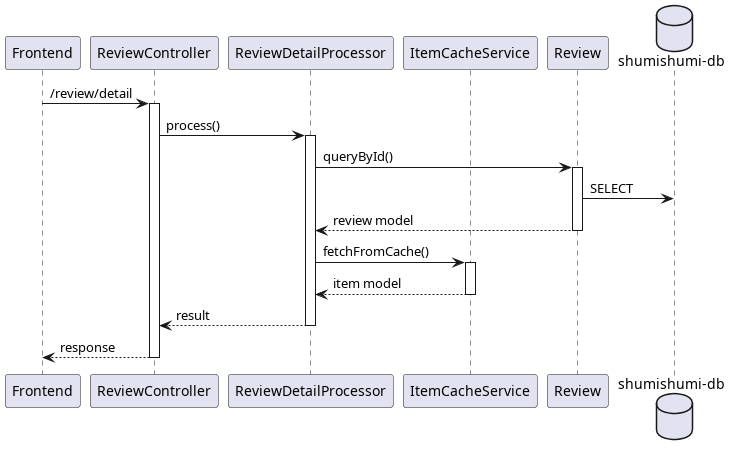 shumishumi-db
Frontend
ReviewController
ReviewDetailProcessor
ItemCacheService
Review
/review/detail
process()
queryById()
SELECT
review model
fetchFromCache()
item model
result
response
Frontend
ReviewController
ReviewDetailProcessor
ItemCacheService
Review
shumishumi-db